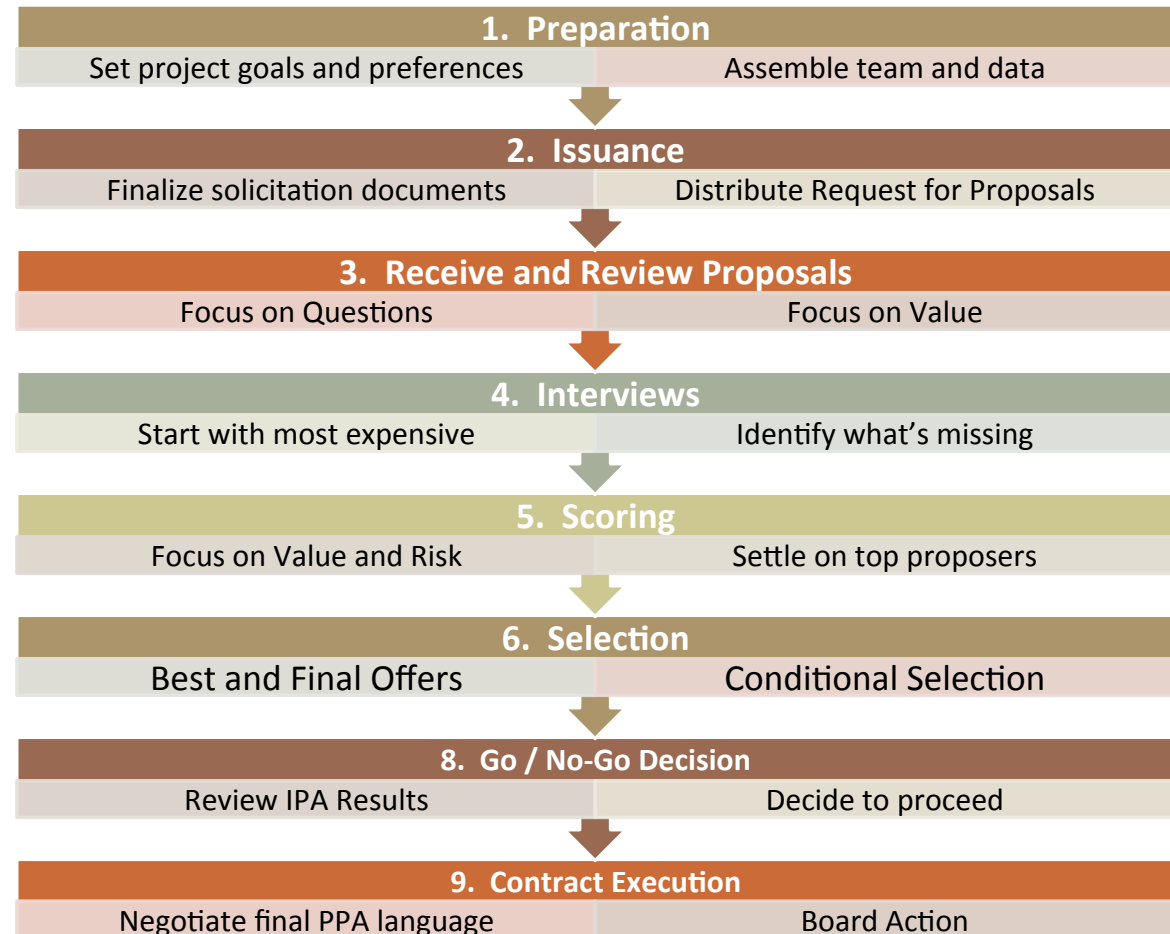 1. Preparation
Set project goals and preferences
Assemble team and data
2. Issuance
Finalize solicitation documents
Distribute Request for Proposals
3. Receive and Review Proposals
Focus on Questions
Focus on Value
4. Interviews
Start with most expensive
Identify what's missing
5. Scoring
Focus on Value and Risk
Settle on top proposers
6. Selection
Best and Final Offers
Conditional Selection
8. Go / No-Go Decision
Review IPA Results
Decide to proceed
9. Contract Execution
Negotiate final PPA language
Board Action